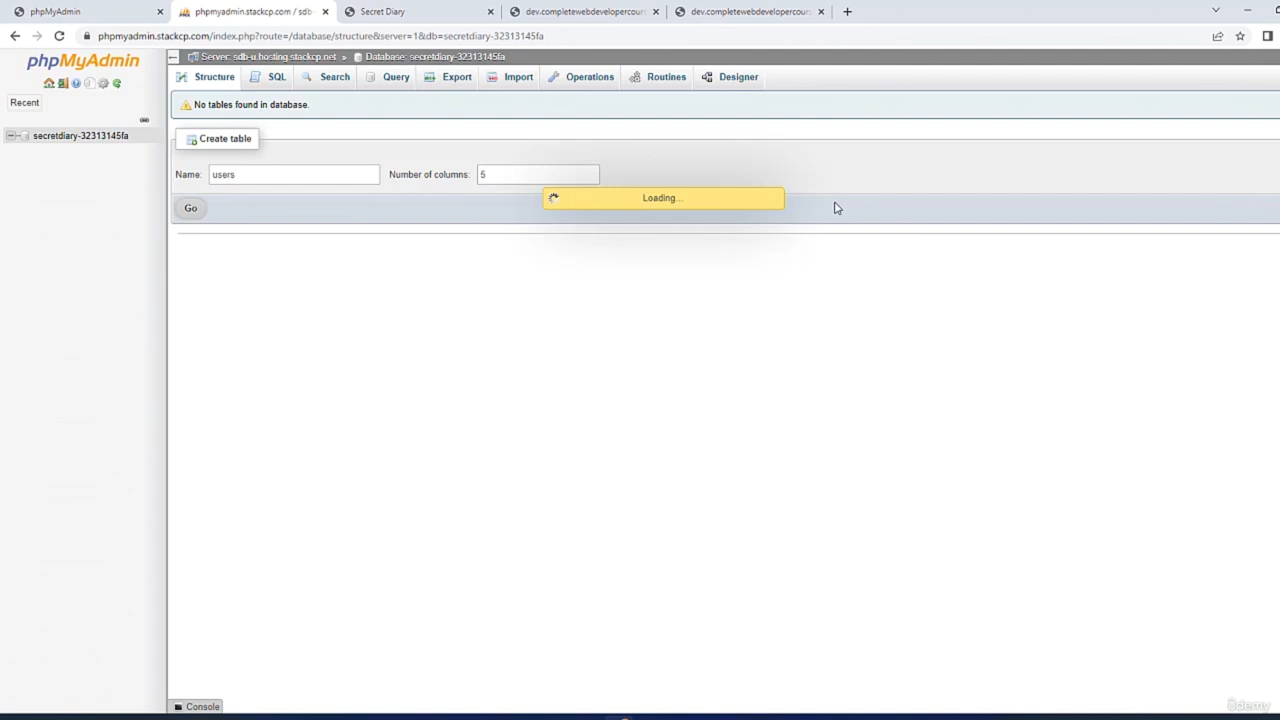 phpMyAdmin
phpmyadmin.stackcp.com / sdb-
Secret Diary
dev.completewebdevelopercours
dev.completewebdevelopercours
phpmyadmin.stackcp.com/index.php?route=/database/structure&server=1&db=secretdiary-32313145fa
phpMyAdmin
Recent
secretdiary-32313145fa
Server: sdb-u.hosting.stackcp.net » Database: secretdiary-32313145fa
Structure SQL Search Query Export Import Operations Routines Designer
No tables found in database.
Create table
Name: users Number of columns: 5
Loading...
Go
Console
ûdemy